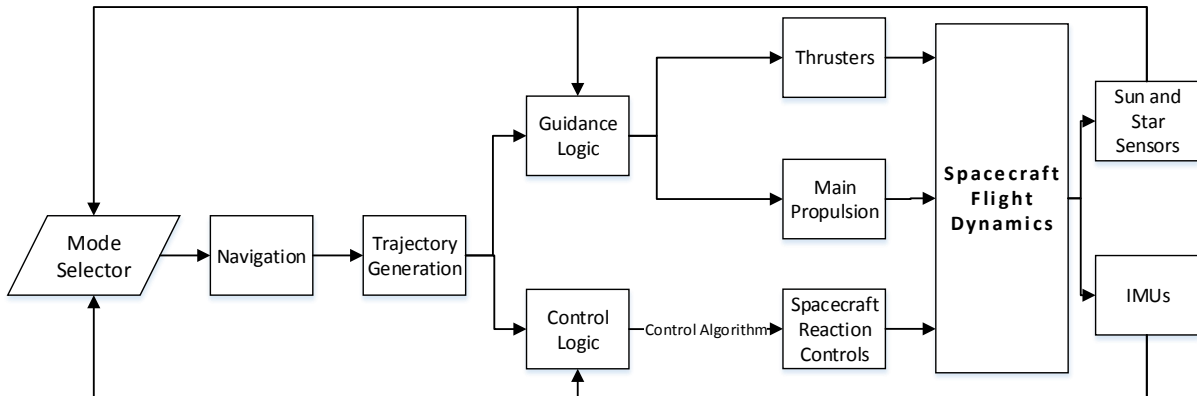 Mode
Selector
Navigation
Trajectory
Generation
Guidance
Logic
Control
Logic
Control Algorithm
Thrusters
Main
Propulsion
Spacecraft
Reaction
Controls
Spacecraft
Flight
Dynamics
Sun and
Star
Sensors
IMUs